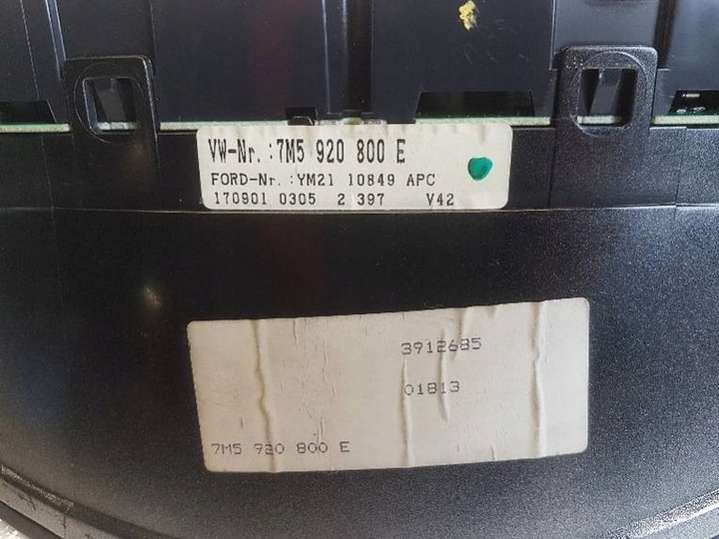 VW-Nr.:7M5 920 800 E
FORD-Nr.:YM21 10849 APC
170901 0305 2 397 V42
3912685
01813
7M5 920 800 E